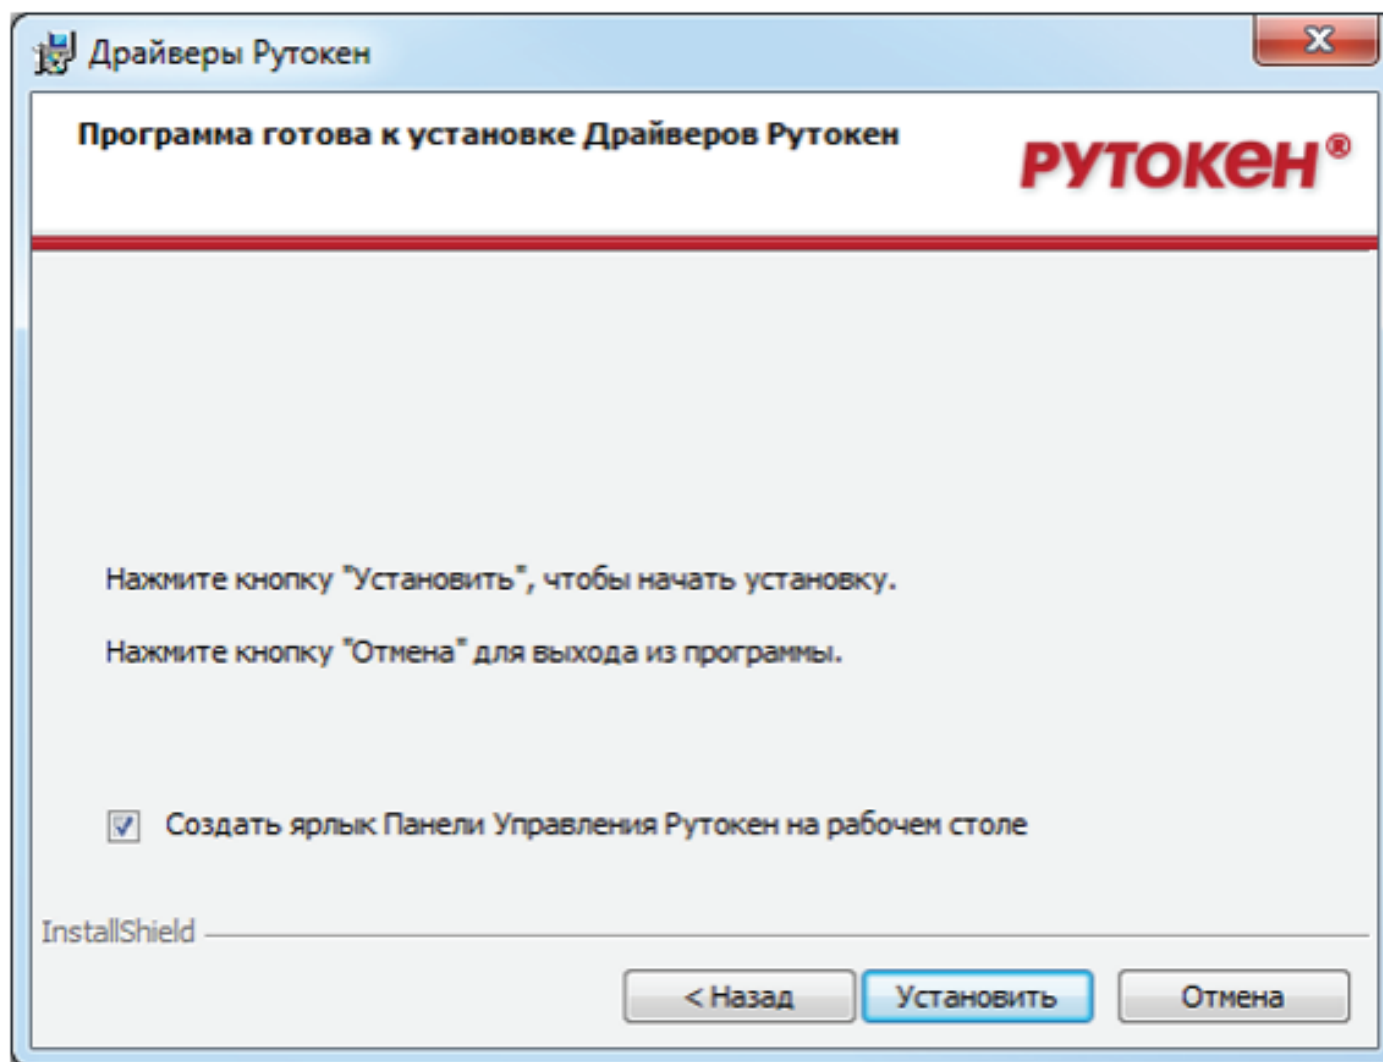 Драйверы Рутокен
Программа готова к установке Драйверов Рутокен
РУТОКЕН®
Нажмите кнопку "Установить", чтобы начать установку.
Нажмите кнопку "Отмена" для выхода из программы.
Создать ярлык Панели Управления Рутокен на рабочем столе
InstallShield
< Назад
Установить
Отмена